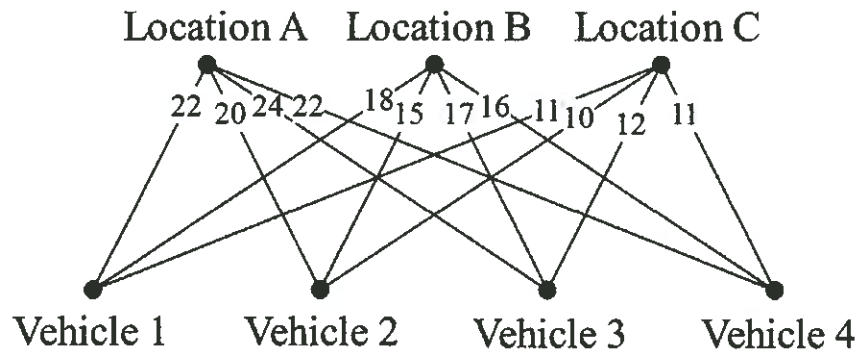 Location A Location B Location C
22 20 24 22 18 15 17 16 11 10 12 11
Vehicle 1 Vehicle 2 Vehicle 3 Vehicle 4